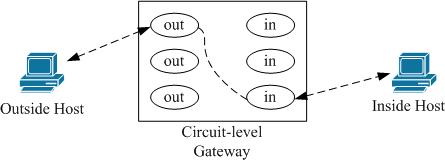 out in
out in
out in
Outside Host
Inside Host
Circuit-level
Gateway